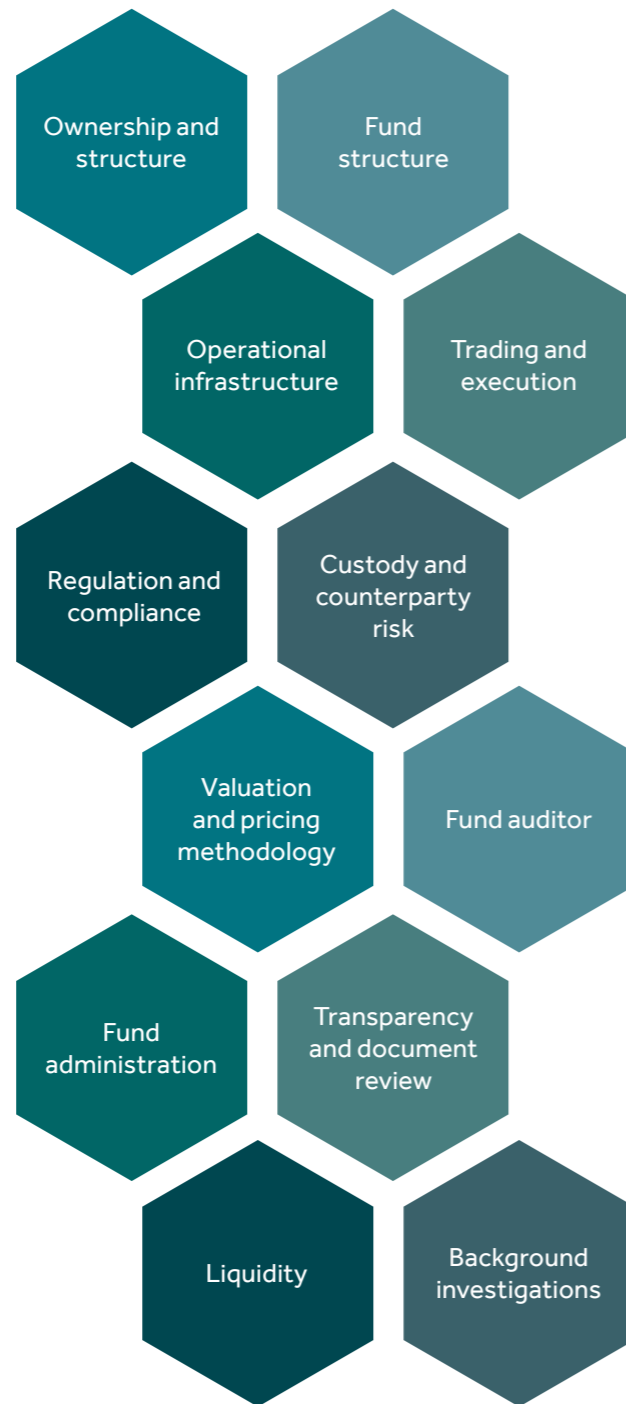 Ownership and
structure
Fund
structure
Operational
infrastructure
Trading and
execution
Regulation and
compliance
Custody and
counterparty
risk
Valuation
and pricing
methodology
Fund auditor
Fund
administration
Transparency
and document
review
Liquidity
Background
investigations